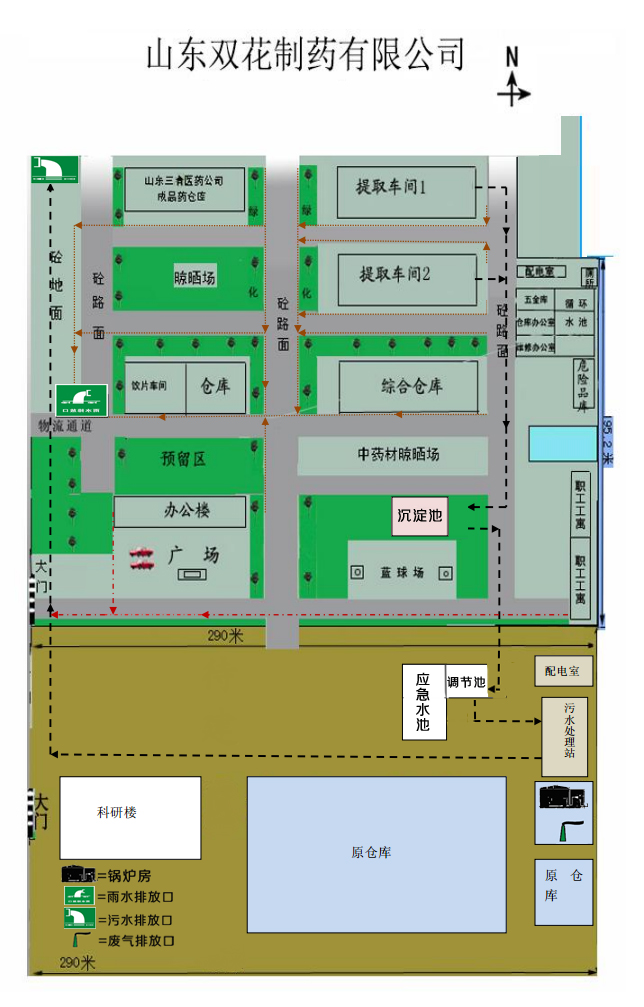 山东双花制药有限公司
N
山东三肯医药公司
成品药仓库
绿
绿
提取车间1
砼地面
砼路面
晾晒场
化
砼路面
化
提取车间2
砼路面
配电室
厕所
五金库
循环
仓库办公室
水池
维修办公室
饮片车间
仓库
综合仓库
危险品库
物流通道
预留区
中药材晾晒场
95.2米
办公楼
沉淀池
职工工寓
大门
广场
蓝球场
职工工寓
290米
应急水池
调节池
配电室
污水处理站
大门
科研楼
原仓库
原 仓
库
=锅炉房
=雨水排放口
=污水排放口
=废气排放口
290米